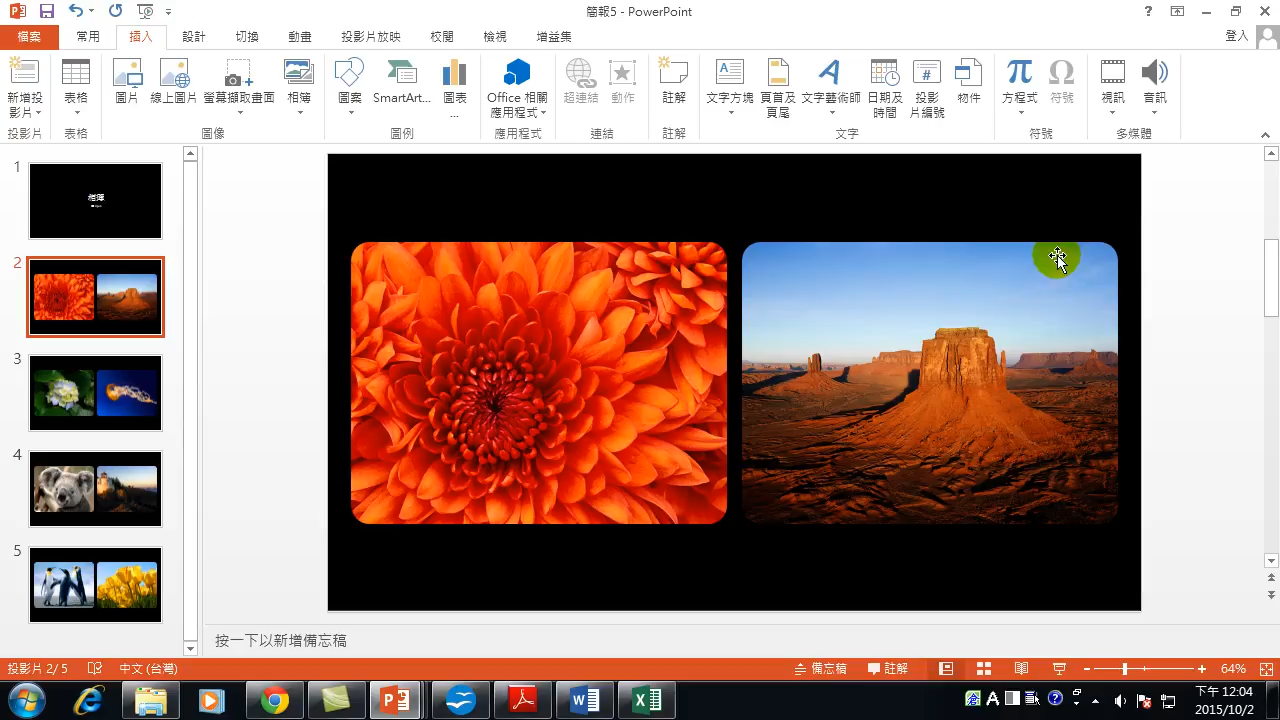 簡報5 - PowerPoint
檔案 常用 插入 設計 切換 動畫 投影片放映 校閱 檢視 增益集 登入
新增投影片 表格 圖片 線上圖片 螢幕擷取畫面 相簿 圖案 SmartArt... 圖表... Office 相關應用程式 超連結 動作 註解 文字方塊 頁首及頁尾 文字藝術師 日期及時間 投影片編號 物件 方程式 符號 視訊 音訊
投影片 表格 圖像 圖例 應用程式 連結 註解 文字 符號 多媒體
1
相簿
2
3
4
5
按一下以新增備忘稿
投影片 2/5 中文 (台灣) 備忘稿 註解 64%
下午 12:04
2015/10/2